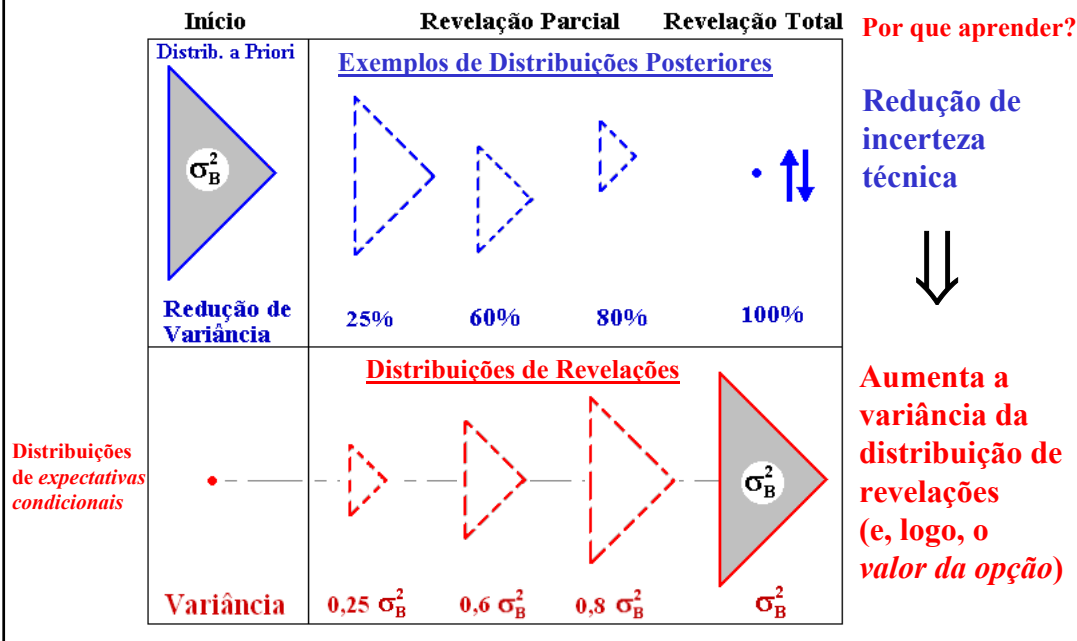 Início Revelação Parcial Revelação Total
Por que aprender?
Distrib. a Priori
Exemplos de Distribuições Posteriores
σ²B
Redução de
incerteza
técnica
Redução de
Variância
25% 60% 80% 100%
Distribuições de Revelações
Distribuições
de expectativas
condicionais
σ²B
Aumenta a
variância da
distribuição de
revelações
(e, logo, o
valor da opção)
Variância 0,25 σ²B 0,6 σ²B 0,8 σ²B σ²B